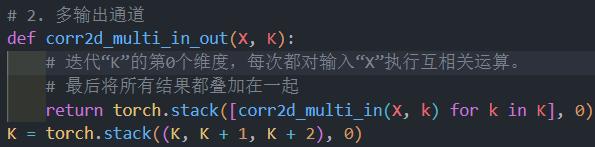 # 2. 多输出通道
def corr2d_multi_in_out(X, K):
    # 迭代“K”的第0个维度，每次都对输入“X”执行互相关运算。
    # 最后将所有结果都叠加在一起
    return torch.stack([corr2d_multi_in(X, k) for k in K], 0)
K = torch.stack((K, K + 1, K + 2), 0)